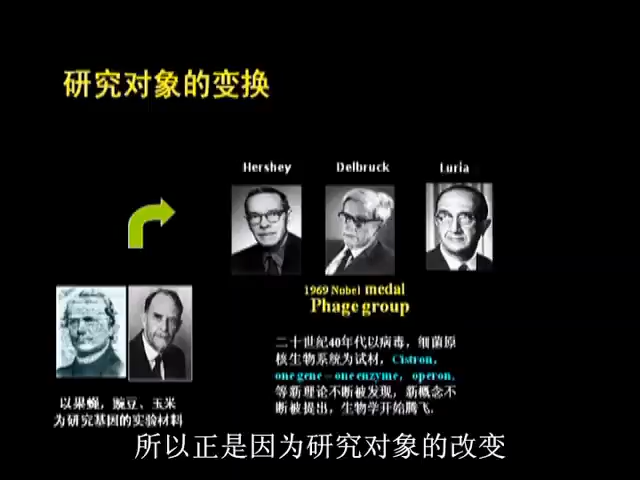 研究对象的变换
Hershey Delbruck Luria
1969 Nobel medal
Phage group
二十世纪40年代以病毒，细菌原
核生物系统为试材，Cistron，
one gene – one enzyme，operon，
等新理论不断被发现，新概念不
断被提出，生物学开始腾飞.
以果蝇，豌豆、玉米
为研究基因的实验材料
所以正是因为研究对象的改变